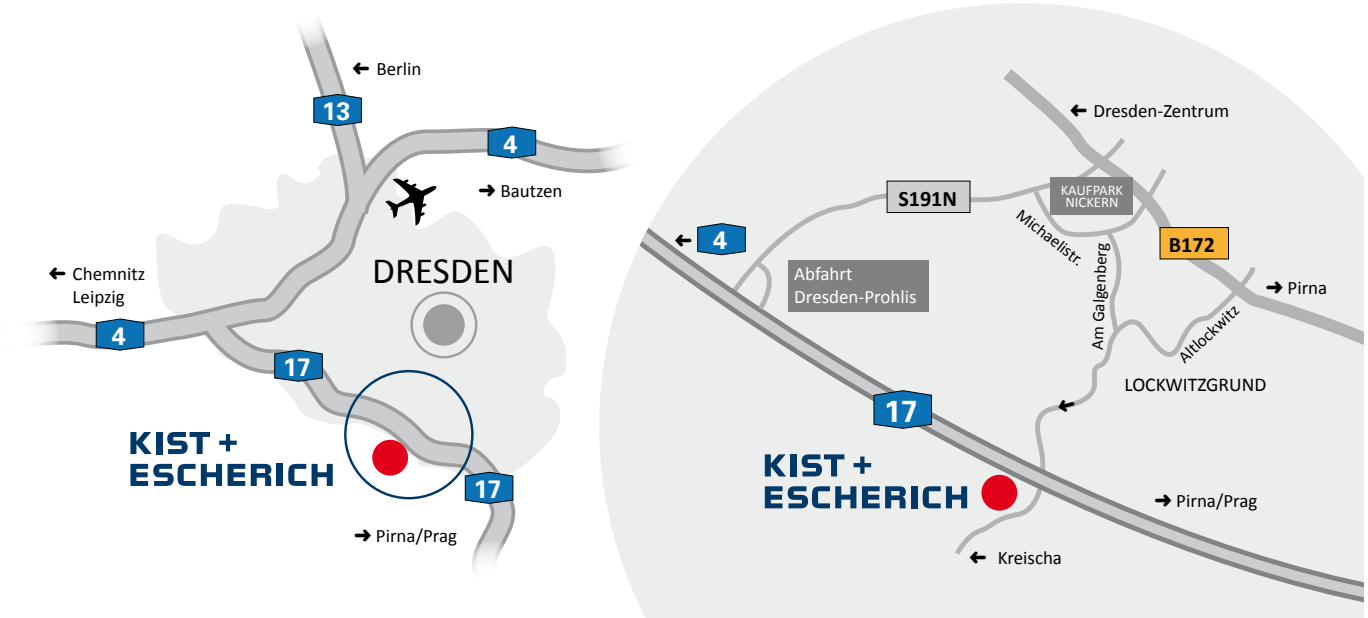 Berlin
13
4
Bautzen
Chemnitz
Leipzig
DRESDEN
4
17
KIST +
ESCHERICH
17
Pirna/Prag
Dresden-Zentrum
S191N
KAUFPARK
NICKERN
Michaelistr.
4
B172
Abfahrt
Dresden-Prohlis
Am Galgenberg
Pirna
Altlockwitz
LOCKWITZGRUND
17
KIST +
ESCHERICH
Pirna/Prag
Kreischa